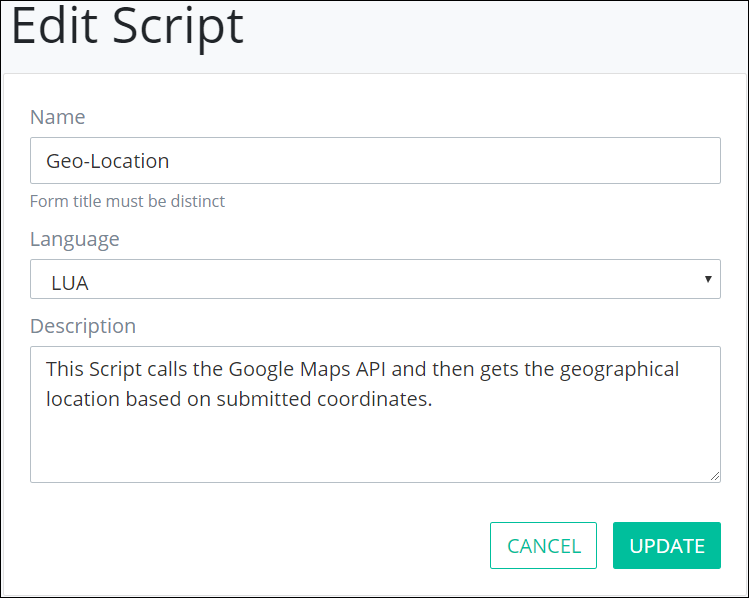 Edit Script
Name
Geo-Location
Form title must be distinct
Language
LUA
Description
This Script calls the Google Maps API and then gets the geographical
location based on submitted coordinates.
CANCEL
UPDATE